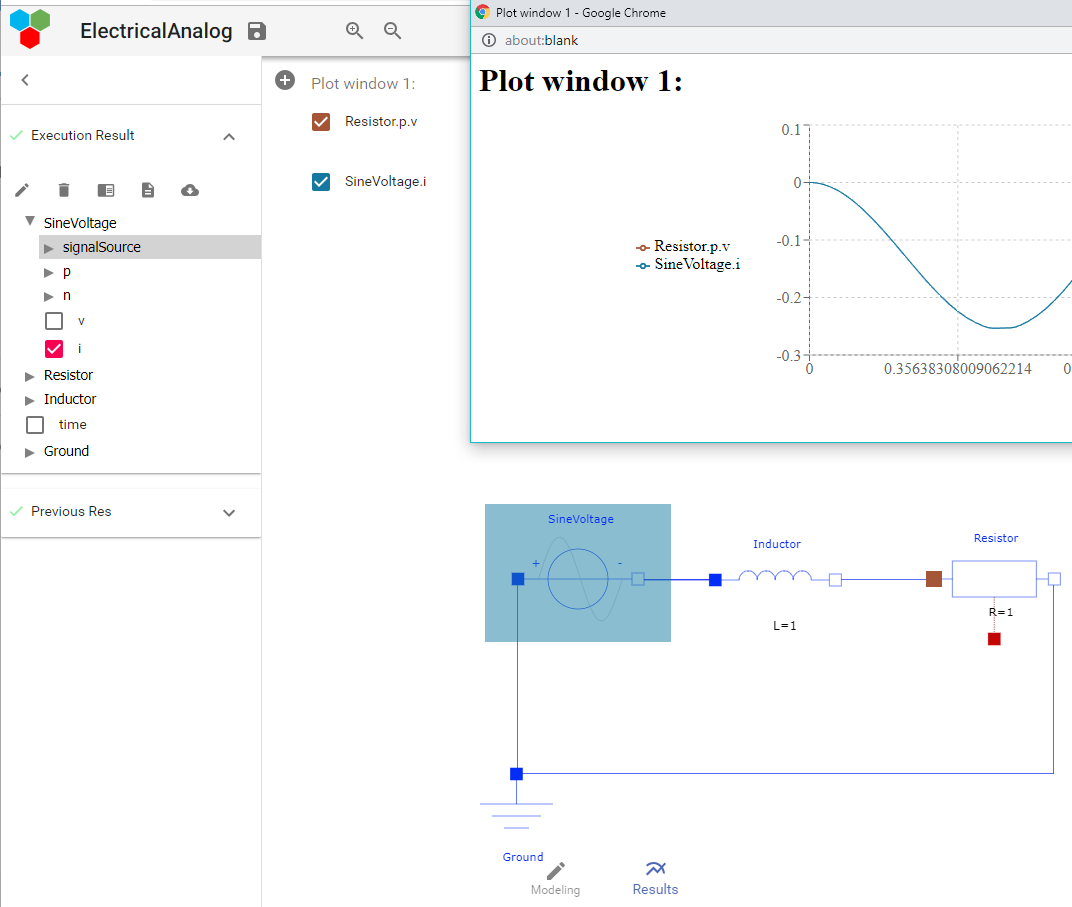 ElectricalAnalog
Execution Result
SineVoltage
signalSource
p
n
v
i
Resistor
Inductor
time
Ground
Previous Res
Plot window 1:
Resistor.p.v
SineVoltage.i
Plot window 1 - Google Chrome
about:blank
Plot window 1:
0.1
0
-0.1
-0.2
-0.3
Resistor.p.v
SineVoltage.i
0
0.35638308009062214
0
SineVoltage
+
-
Inductor
L=1
Resistor
R=1
Ground
Modeling
Results